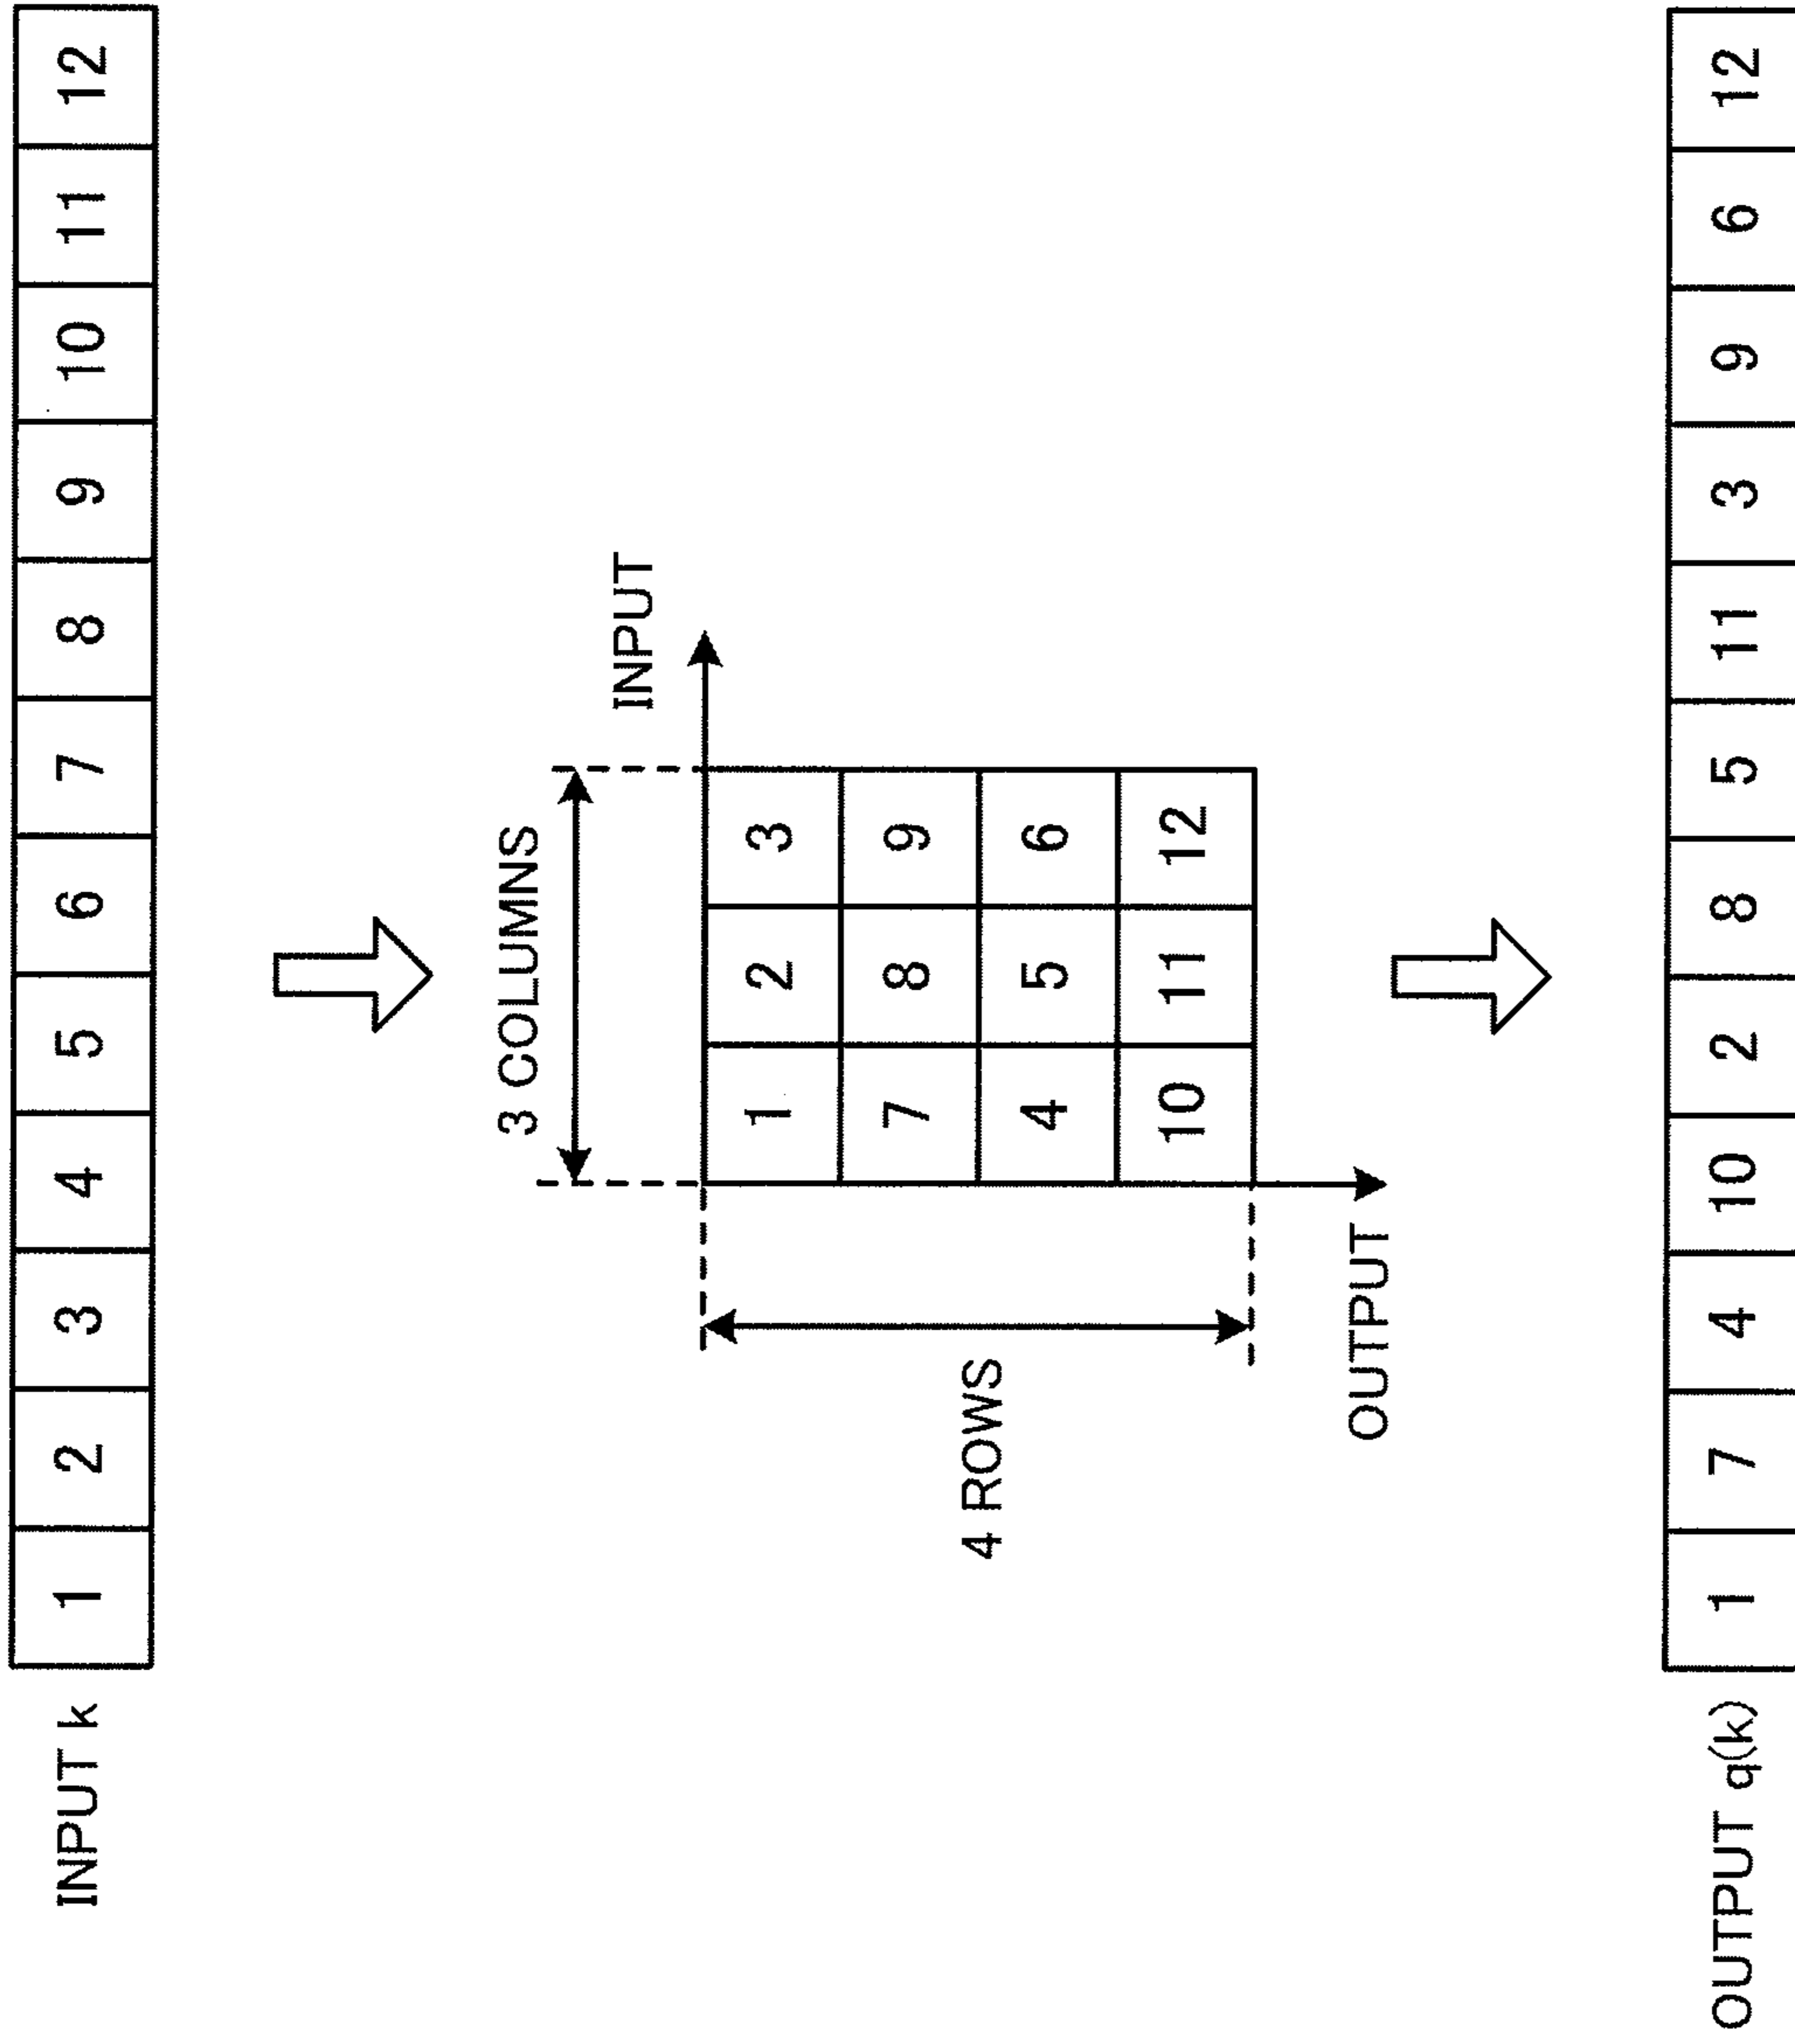 INPUT k 1 2 3 4 5 6 7 8 9 10 11 12
3 COLUMNS
INPUT
4 ROWS
1 2 3
7 8 9
4 5 6
10 11 12
OUTPUT
OUTPUT q(k) 1 7 4 10 2 8 5 11 3 9 6 12